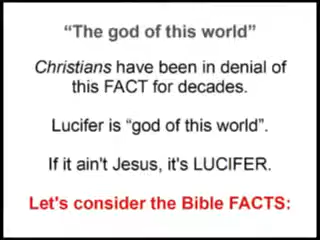 “The god of this world”
Christians have been in denial of
this FACT for decades.
Lucifer is “god of this world”.
If it ain't Jesus, it's LUCIFER.
Let's consider the Bible FACTS: